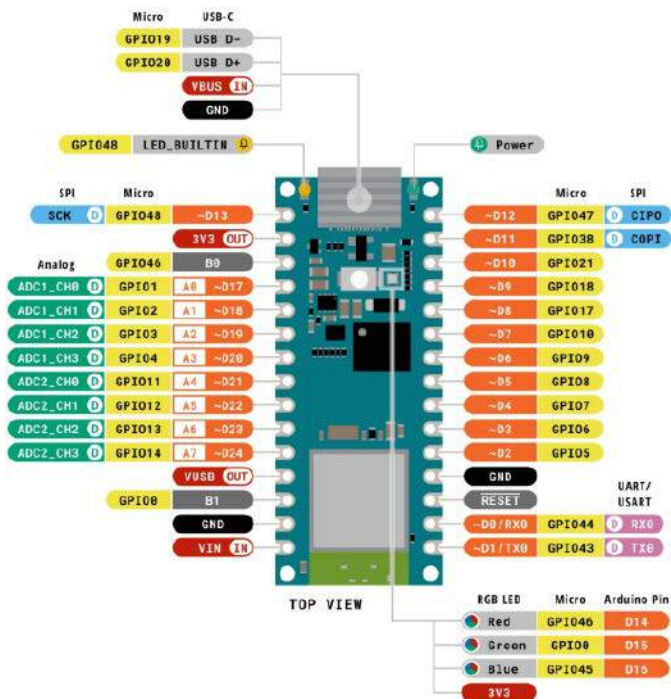 Micro USB-C
GPIO19 USB D-
GPIO20 USB D+
VBUS IN
GND
GPIO48 LED_BUILTIN
Power
SPI Micro
SCK D GPIO48 ~D13
3V3 OUT
GPIO46 B0
Analog
ADC1_CH0 D GPIO1 A0 ~D17
ADC1_CH1 D GPIO2 A1 ~D18
ADC1_CH2 D GPIO3 A2 ~D19
ADC1_CH3 D GPIO4 A3 ~D20
ADC2_CH0 D GPIO11 A4 ~D21
ADC2_CH1 D GPIO12 A5 ~D22
ADC2_CH2 D GPIO13 A6 ~D23
ADC2_CH3 D GPIO14 A7 ~D24
VUSB OUT
GPIO0 B1
GND
VIN IN
Micro SPI
~D12 GPIO47 D CIPO
~D11 GPIO38 D COPI
~D10 GPIO21
~D9 GPIO18
~D8 GPIO17
~D7 GPIO10
~D6 GPIO9
~D5 GPIO8
~D4 GPIO7
~D3 GPIO6
~D2 GPIO5
GND
RESET
UART/
USART
~D0/RX0 GPIO44 D RX0
~D1/TX0 GPIO43 D TX0
TOP VIEW
RGB LED Micro Arduino Pin
Red GPIO46 D14
Green GPIO0 D15
Blue GPIO45 D16
3V3